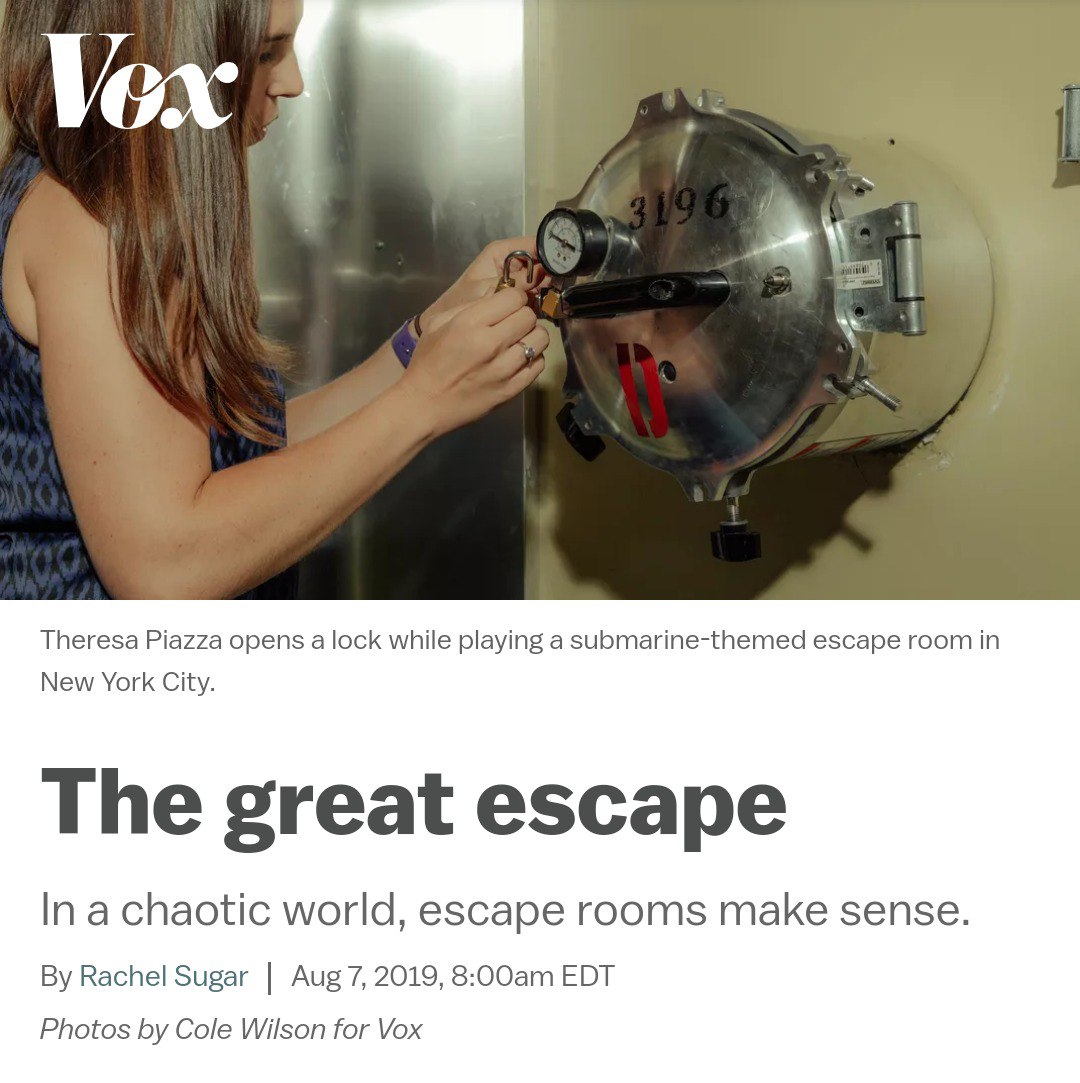 Vox
3196
Theresa Piazza opens a lock while playing a submarine-themed escape room in
New York City.
The great escape
In a chaotic world, escape rooms make sense.
By Rachel Sugar | Aug 7, 2019, 8:00am EDT
Photos by Cole Wilson for Vox